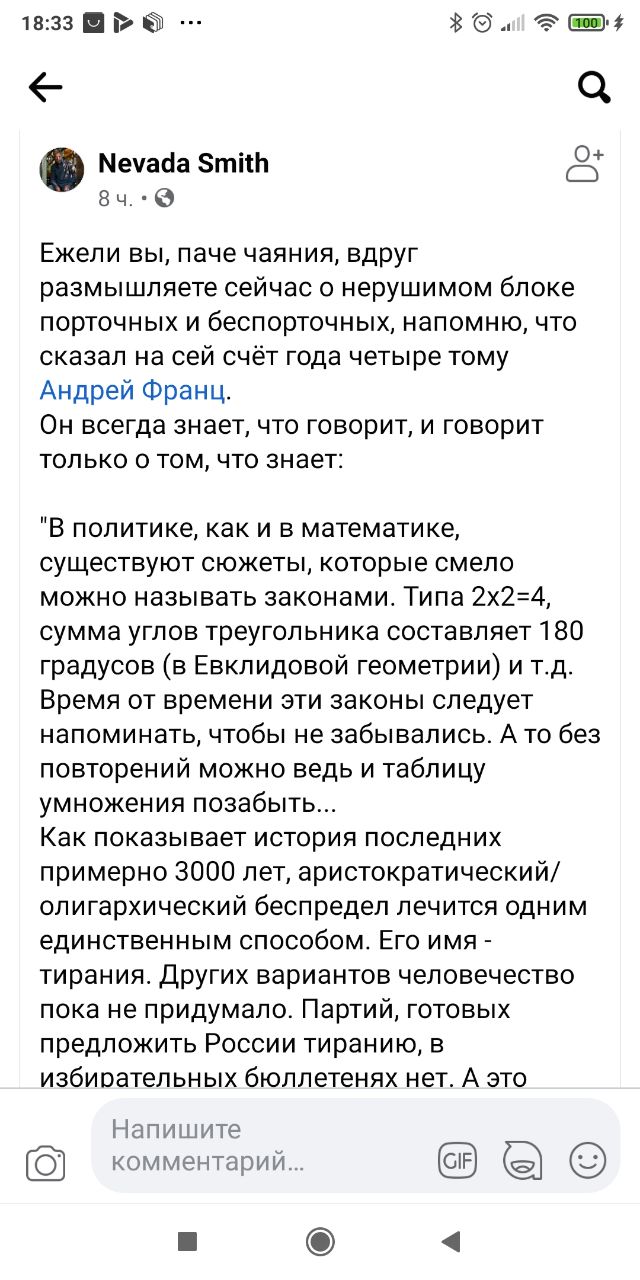 18:33
100
Nevada Smith
8 ч.
Ежели вы, паче чаяния, вдруг
размышляете сейчас о нерушимом блоке
порточных и беспорточных, напомню, что
сказал на сей счёт года четыре тому
Андрей Франц.
Он всегда знает, что говорит, и говорит
только о том, что знает:
"В политике, как и в математике,
существуют сюжеты, которые смело
можно называть законами. Типа 2х2=4,
сумма углов треугольника составляет 180
градусов (в Евклидовой геометрии) и т.д.
Время от времени эти законы следует
напоминать, чтобы не забывались. А то без
повторений можно ведь и таблицу
умножения позабыть...
Как показывает история последних
примерно 3000 лет, аристократический/
олигархический беспредел лечится одним
единственным способом. Его имя -
тирания. Других вариантов человечество
пока не придумало. Партий, готовых
предложить России тиранию, в
избирательных бюллетенях нет. А это
Напишите
комментарий...
GIF